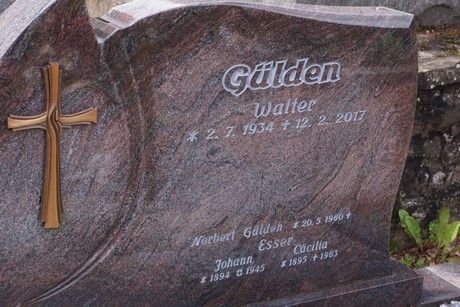 Gülden
Walter
* 2. 7. 1934 + 12. 2. 2017
Norbert Gülden * 20. 5. 1960 +
Esser
Johann Cäcilia
* 1894 1945 * 1895 + 1983